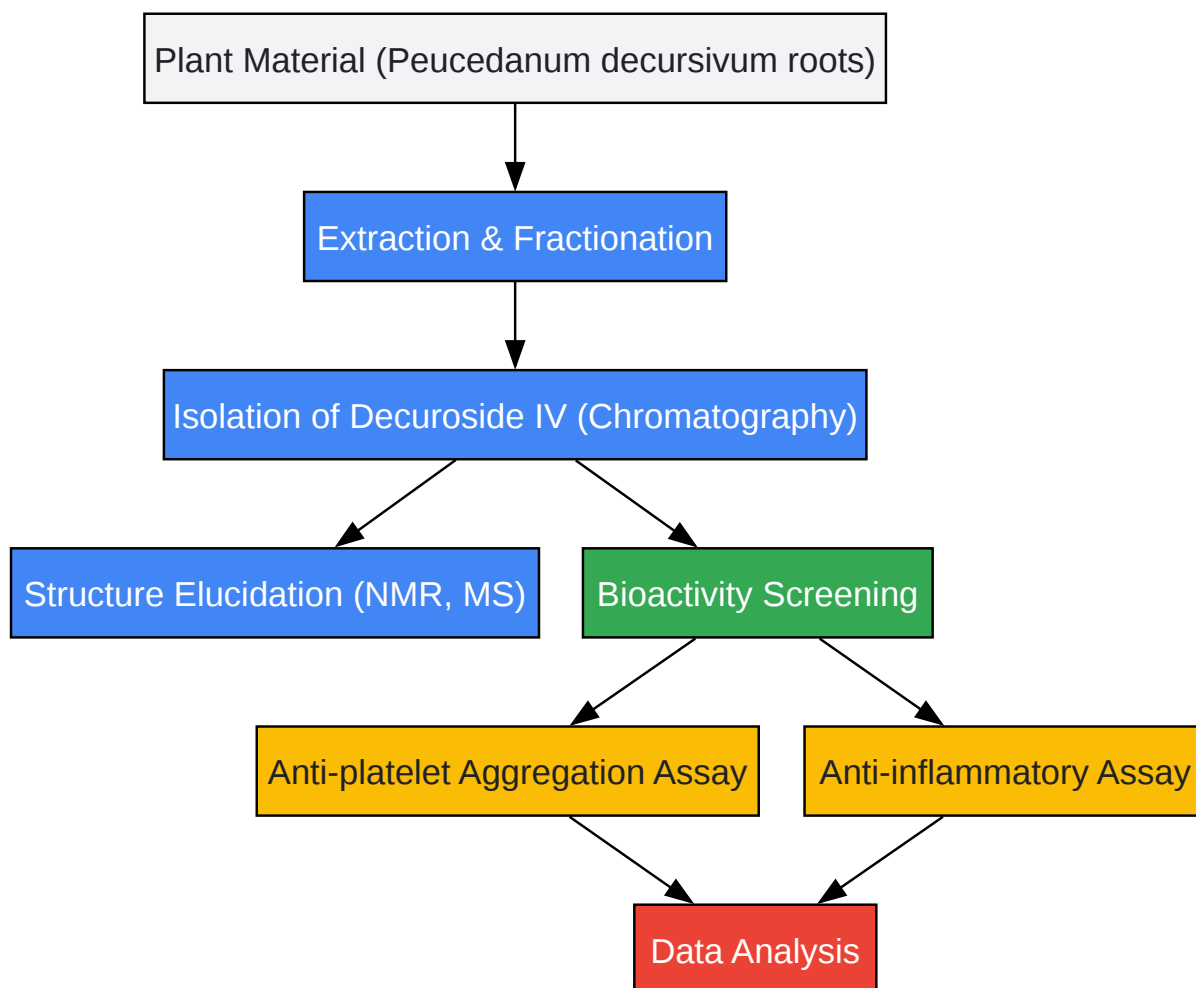 Plant Material (Peucedanum decursivum roots)
Extraction & Fractionation
Isolation of Decuroside IV (Chromatography)
Structure Elucidation (NMR, MS)
Bioactivity Screening
Anti-platelet Aggregation Assay
Anti-inflammatory Assay
Data Analysis